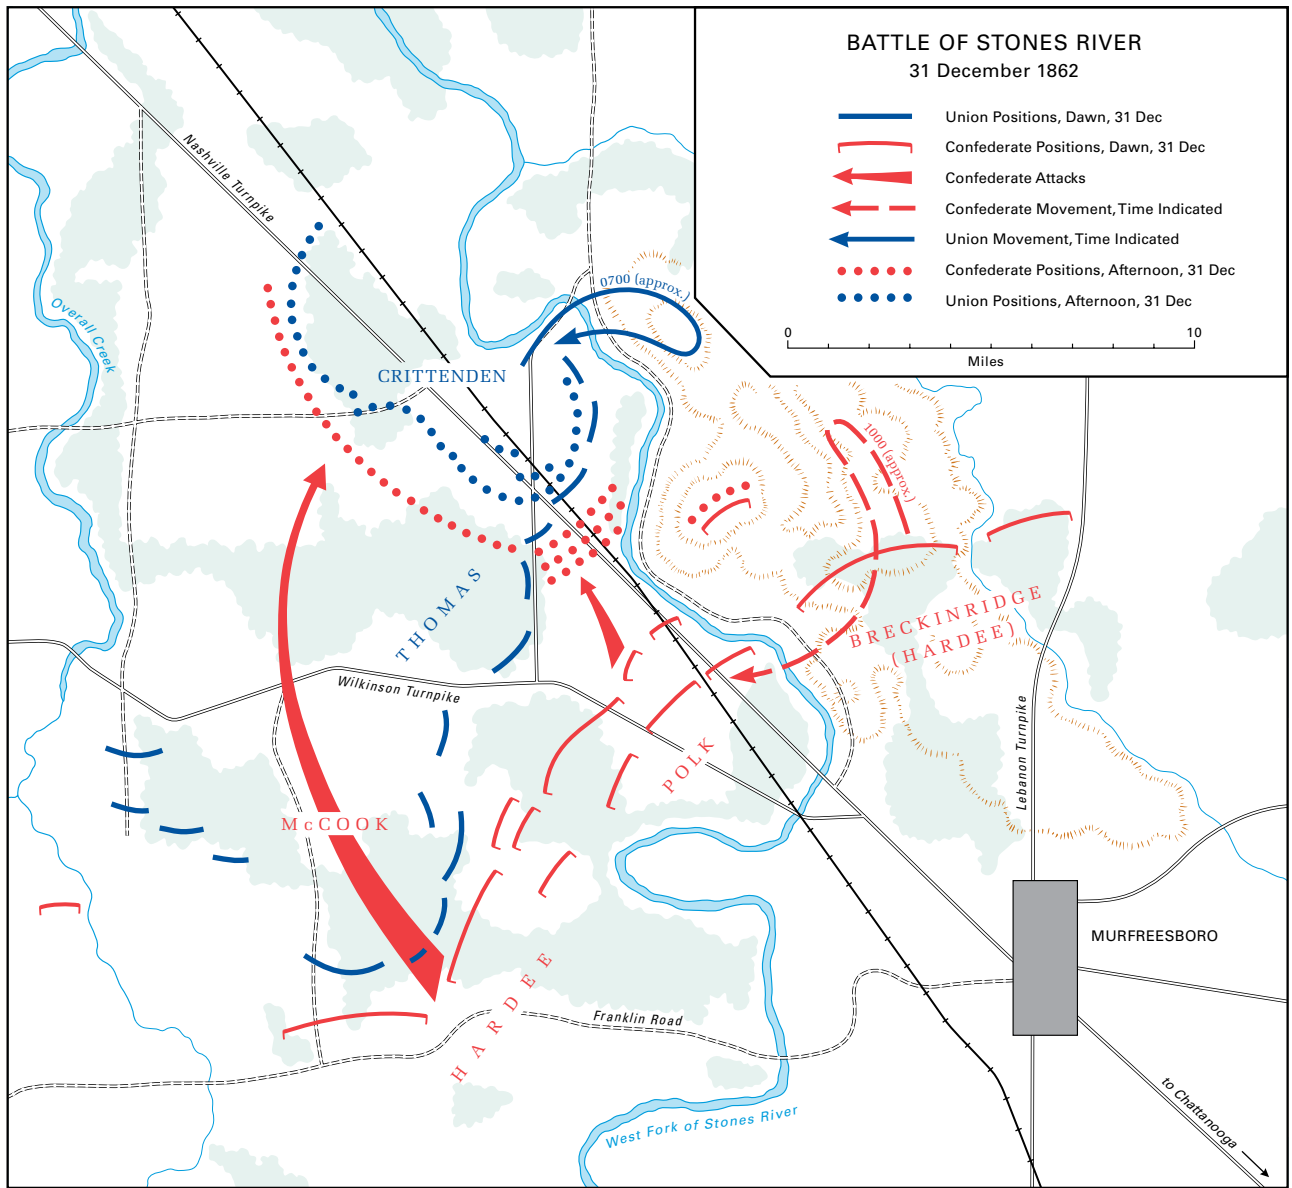 BATTLE OF STONES RIVER
31 December 1862
Union Positions, Dawn, 31 Dec
Confederate Positions, Dawn, 31 Dec
Confederate Attacks
Confederate Movement, Time Indicated
Union Movement, Time Indicated
Confederate Positions, Afternoon, 31 Dec
Union Positions, Afternoon, 31 Dec
0 10
Miles
Nashville Turnpike
Overall Creek
0700 (approx.)
CRITTENDEN
1000 (approx.)
THOMAS
BRECKINRIDGE
(HARDEE)
Wilkinson Turnpike
POLK
Lebanon Turnpike
McCOOK
MURFREESBORO
HARDEE
Franklin Road
West Fork of Stones River
to Chattanooga